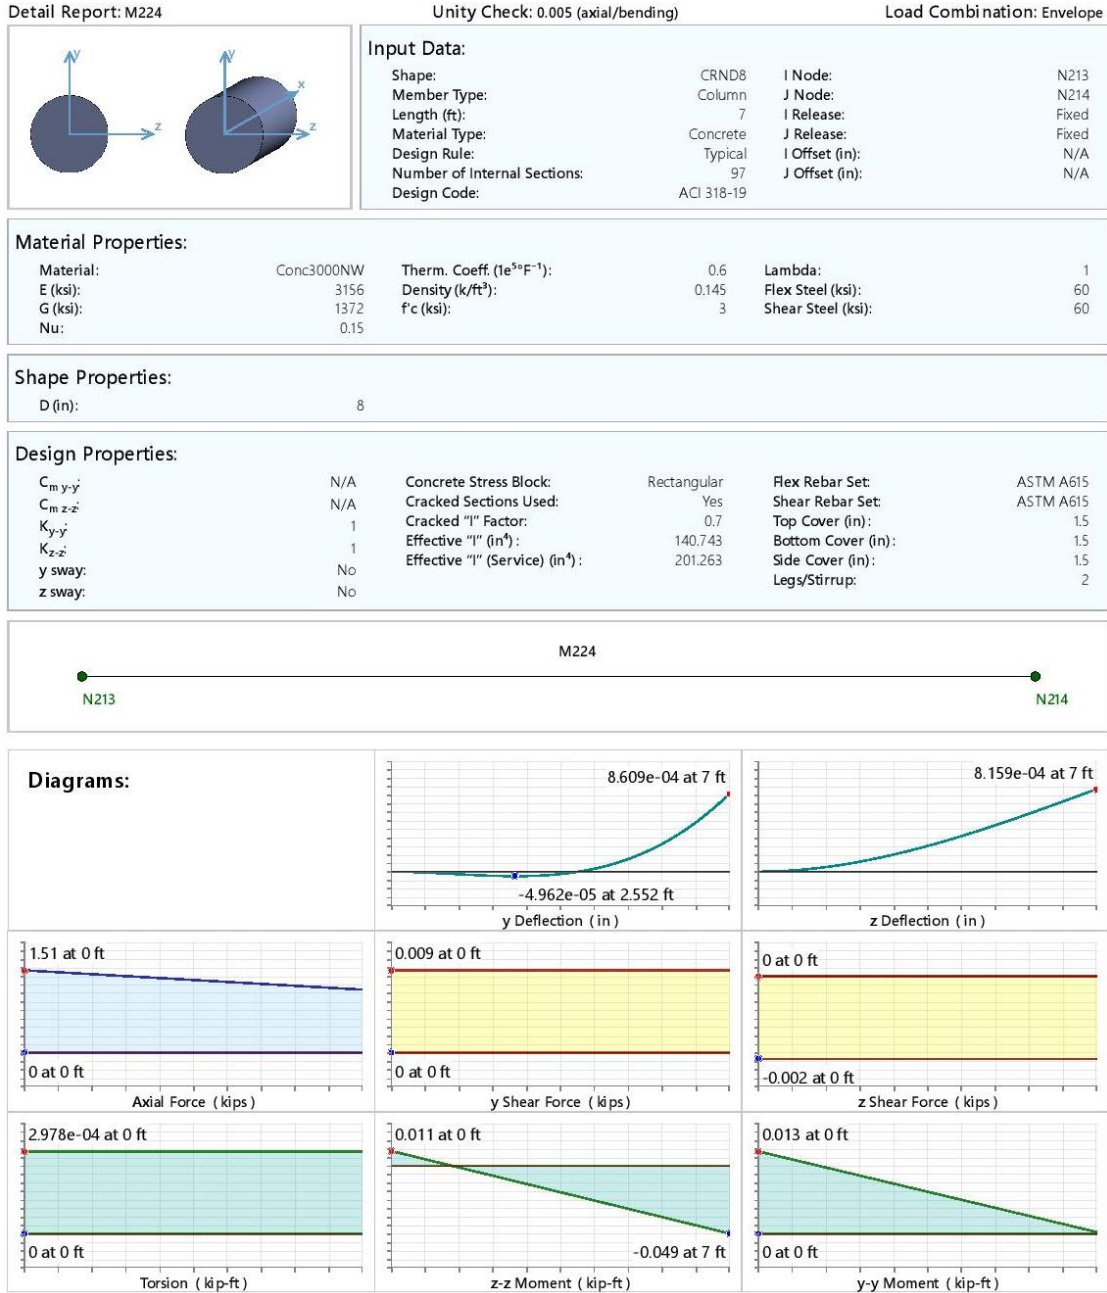 Detail Report: M224 Unity Check: 0.005 (axial/bending) Load Combination: Envelope
y y
x
z z
Input Data:
Shape: CRND8 I Node: N213
Member Type: Column J Node: N214
Length (ft): 7 I Release: Fixed
Material Type: Concrete J Release: Fixed
Design Rule: Typical I Offset (in): N/A
Number of Internal Sections: 97 J Offset (in): N/A
Design Code: ACI 318-19
Material Properties:
Material: Conc3000NW Therm. Coeff. (1e⁵°F⁻¹): 0.6 Lambda: 1
E (ksi): 3156 Density (k/ft³): 0.145 Flex Steel (ksi): 60
G (ksi): 1372 f'c (ksi): 3 Shear Steel (ksi): 60
Nu: 0.15
Shape Properties:
D (in): 8
Design Properties:
Cm y-y: N/A Concrete Stress Block: Rectangular Flex Rebar Set: ASTM A615
Cm z-z: N/A Cracked Sections Used: Yes Shear Rebar Set: ASTM A615
Ky-y: 1 Cracked "I" Factor: 0.7 Top Cover (in): 1.5
Kz-z: 1 Effective "I" (in⁴): 140.743 Bottom Cover (in): 1.5
y sway: No Effective "I" (Service) (in⁴): 201.263 Side Cover (in): 1.5
z sway: No Legs/Stirrup: 2
M224
N213 N214
Diagrams:
8.609e-04 at 7 ft
-4.962e-05 at 2.552 ft
y Deflection (in)
8.159e-04 at 7 ft
z Deflection (in)
1.51 at 0 ft
0 at 0 ft
Axial Force (kips)
0.009 at 0 ft
0 at 0 ft
y Shear Force (kips)
0 at 0 ft
-0.002 at 0 ft
z Shear Force (kips)
2.978e-04 at 0 ft
0 at 0 ft
Torsion (kip-ft)
0.011 at 0 ft
-0.049 at 7 ft
z-z Moment (kip-ft)
0.013 at 0 ft
0 at 0 ft
y-y Moment (kip-ft)